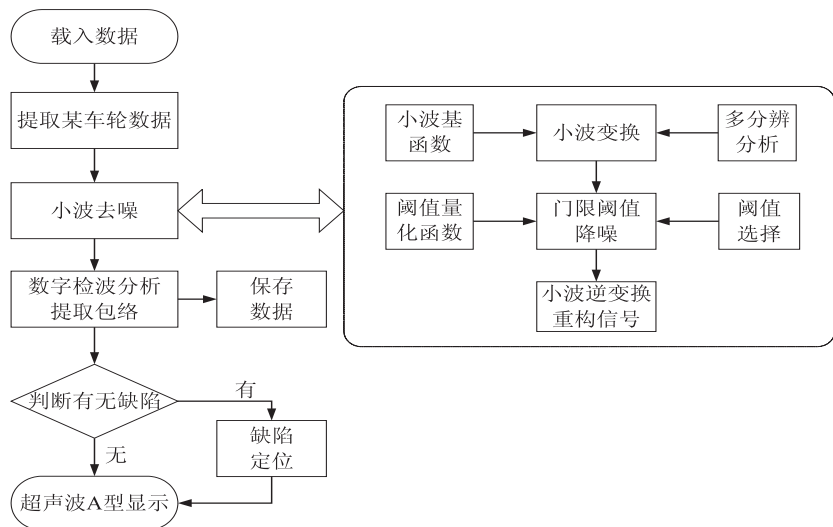 载入数据
提取某车轮数据
小波去噪
数字检波分析
提取包络
保存
数据
判断有无缺陷
有
无
缺陷
定位
超声波A型显示
小波基
函数
小波变换
多分辨
分析
阈值量
化函数
门限阈值
降噪
阈值
选择
小波逆变换
重构信号